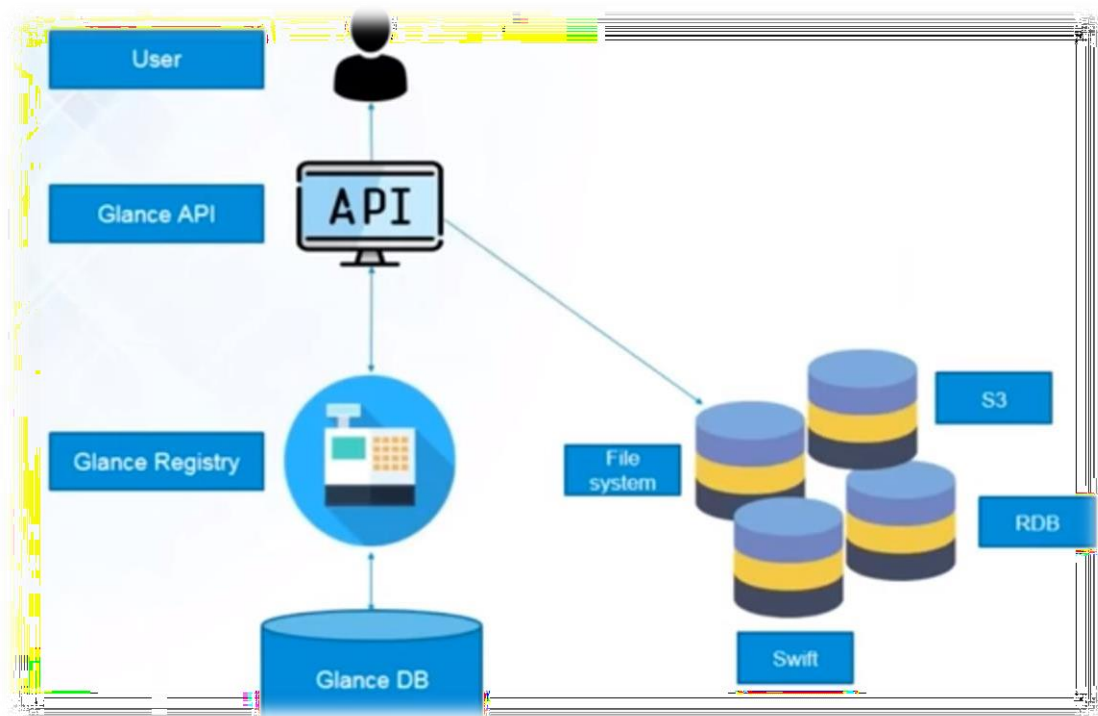 User
Glance API
API
Glance Registry
Glance DB
File
system
S3
RDB
Swift